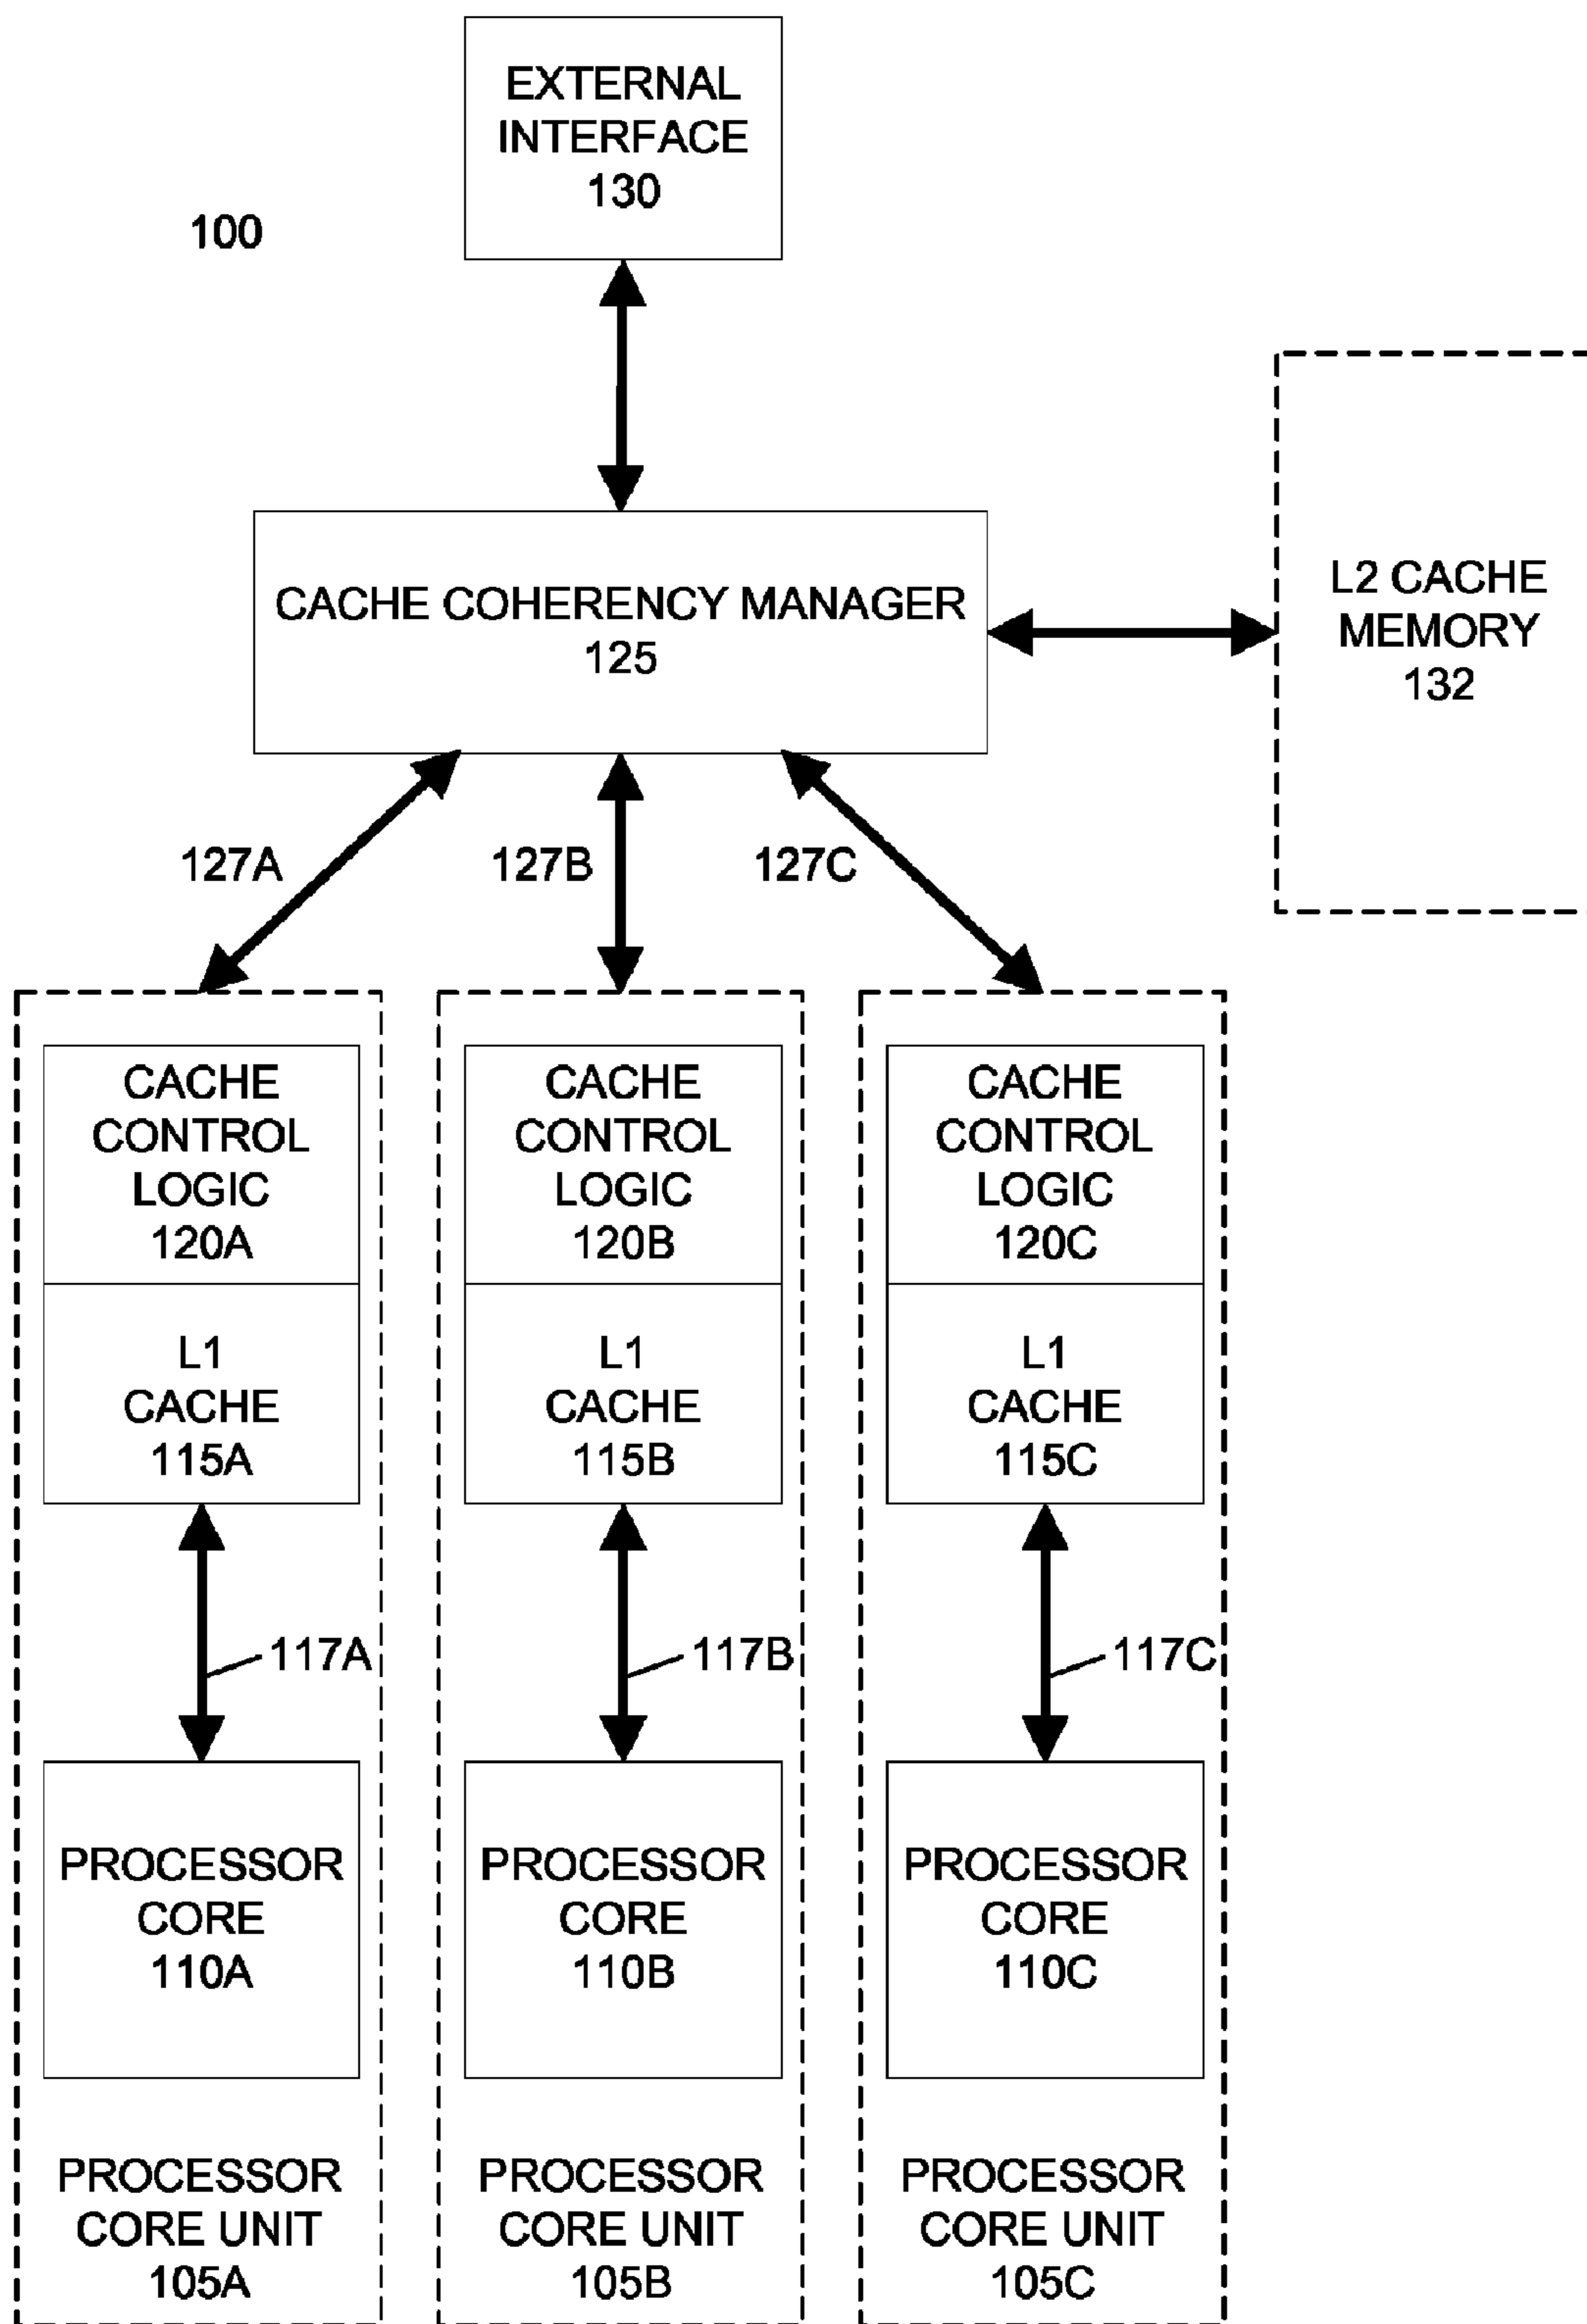 EXTERNAL
INTERFACE
130
100
CACHE COHERENCY MANAGER
125
L2 CACHE
MEMORY
132
127A
127B
127C
CACHE
CONTROL
LOGIC
120A
L1
CACHE
115A
117A
PROCESSOR
CORE
110A
PROCESSOR
CORE UNIT
105A
CACHE
CONTROL
LOGIC
120B
L1
CACHE
115B
117B
PROCESSOR
CORE
110B
PROCESSOR
CORE UNIT
105B
CACHE
CONTROL
LOGIC
120C
L1
CACHE
115C
117C
PROCESSOR
CORE
110C
PROCESSOR
CORE UNIT
105C